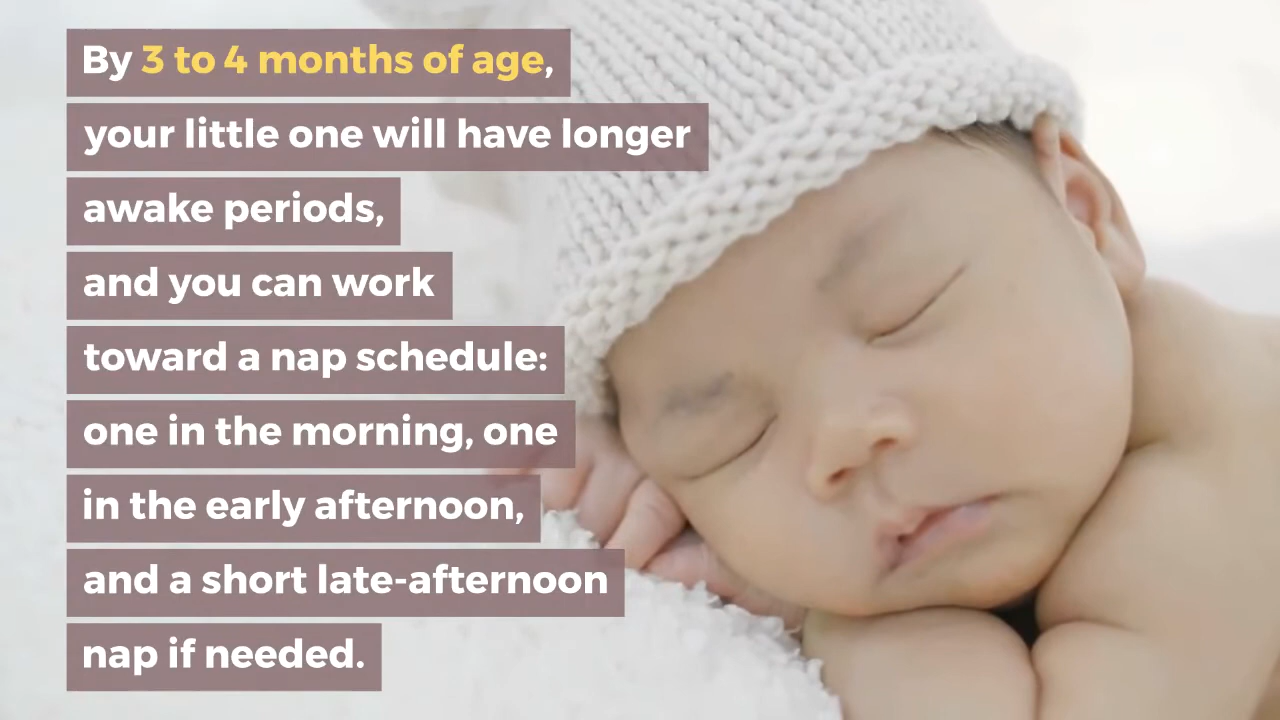 By 3 to 4 months of age,
your little one will have longer
awake periods,
and you can work
toward a nap schedule:
one in the morning, one
in the early afternoon,
and a short late-afternoon
nap if needed.